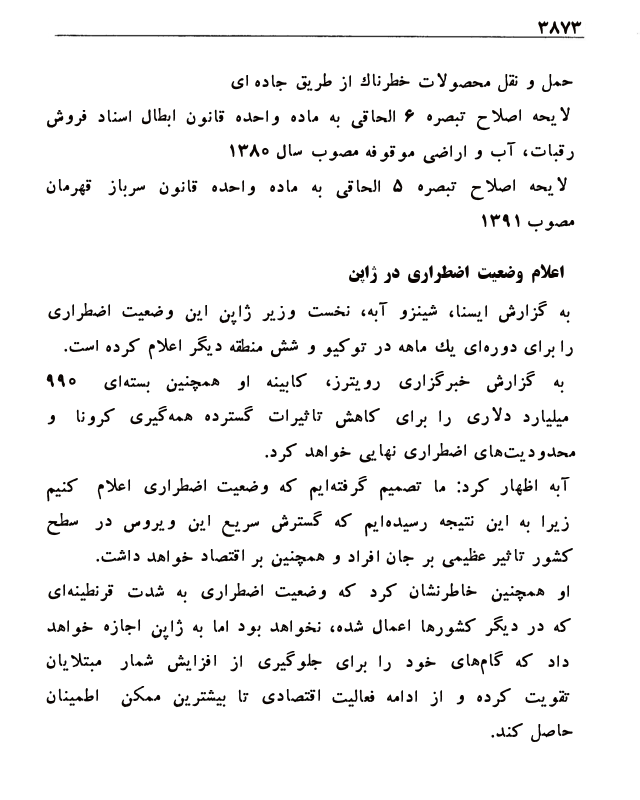 ۳۸۷۳
حمل و نقل محصولات خطرناك از طریق جاده ای
لایحه اصلاح تبصره ۶ الحاقی به ماده واحده قانون ابطال اسناد فروش
رقبات، آب و اراضی موقوفه مصوب سال ۱۳۸۰
لایحه اصلاح تبصره ۵ الحاقی به ماده واحده قانون سرباز قهرمان
مصوب ۱۳۹۱
اعلام وضعیت اضطراری در ژاپن
به گزارش ایسنا، شینزو آبه، نخست وزیر ژاپن این وضعیت اضطراری
را برای دوره‌ای یك ماهه در توکیو و شش منطقه دیگر اعلام کرده است.
به گزارش خبرگزاری رویترز، کابینه او همچنین بسته‌ای ۹۹۰
میلیارد دلاری را برای کاهش تاثیرات گسترده همه‌گیری کرونا و
محدودیت‌های اضطراری نهایی خواهد کرد.
آبه اظهار کرد: ما تصمیم گرفته‌ایم که وضعیت اضطراری اعلام کنیم
زیرا به این نتیجه رسیده‌ایم که گسترش سریع این ویروس در سطح
کشور تاثیر عظیمی بر جان افراد و همچنین بر اقتصاد خواهد داشت.
او همچنین خاطرنشان کرد که وضعیت اضطراری به شدت قرنطینه‌ای
که در دیگر کشورها اعمال شده، نخواهد بود اما به ژاپن اجازه خواهد
داد که گام‌های خود را برای جلوگیری از افزایش شمار مبتلایان
تقویت کرده و از ادامه فعالیت اقتصادی تا بیشترین ممکن اطمینان
حاصل کند.